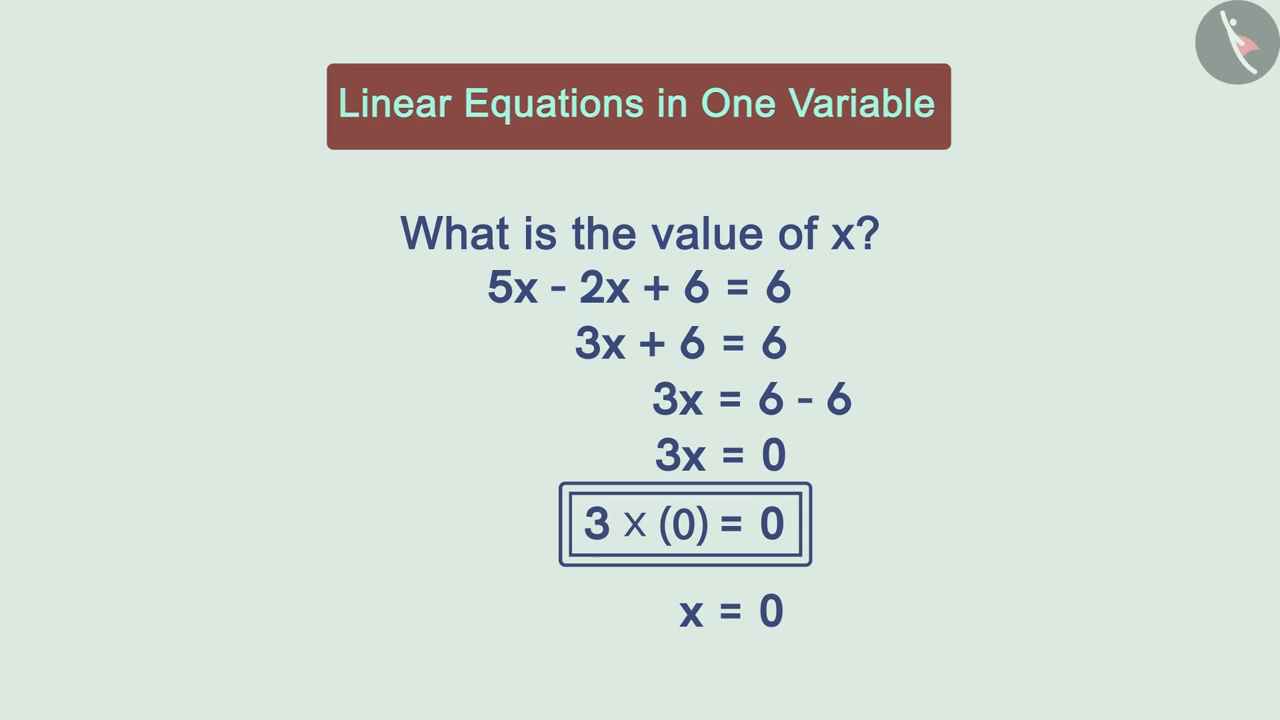 Linear Equations in One Variable
What is the value of x?
5x - 2x + 6 = 6
3x + 6 = 6
3x = 6 - 6
3x = 0
3 × (0) = 0
x = 0